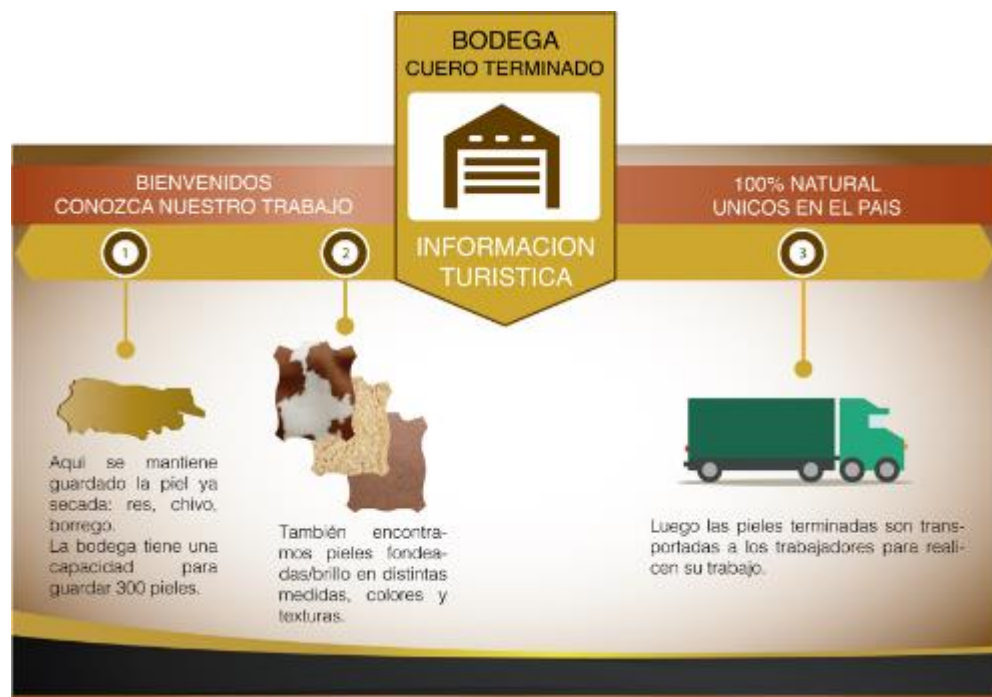 BODEGA
CUERO TERMINADO
BIENVENIDOS
CONOZCA NUESTRO TRABAJO
100% NATURAL
UNICOS EN EL PAIS
INFORMACION
TURISTICA
1
2
3
Aqui se mantiene
guardado la piel ya
secada: res, chivo,
borrego.
La bodega tiene una
capacidad para
guardar 300 pieles.
También encontra-
mos pieles fondea-
das/brillo en distintas
medidas, colores y
texturas.
Luego las pieles terminadas son trans-
portadas a los trabajadores para reali-
cen su trabajo.